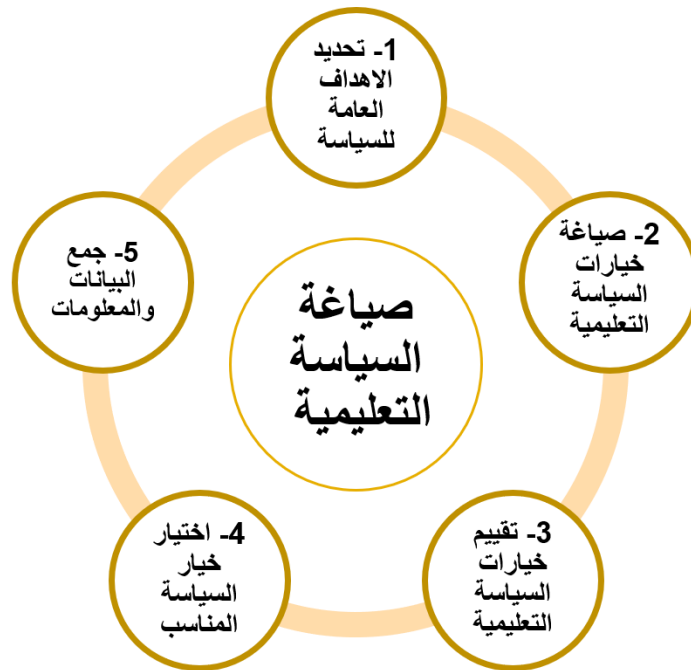 1- تحديد
الاهداف
العامة
للسياسة
2- صياغة
خيارات
السياسة
التعليمية
3- تقييم
خيارات
السياسة
التعليمية
4- اختيار
خيار
السياسة
المناسب
5- جمع
البيانات
والمعلومات
صياغة
السياسة
التعليمية